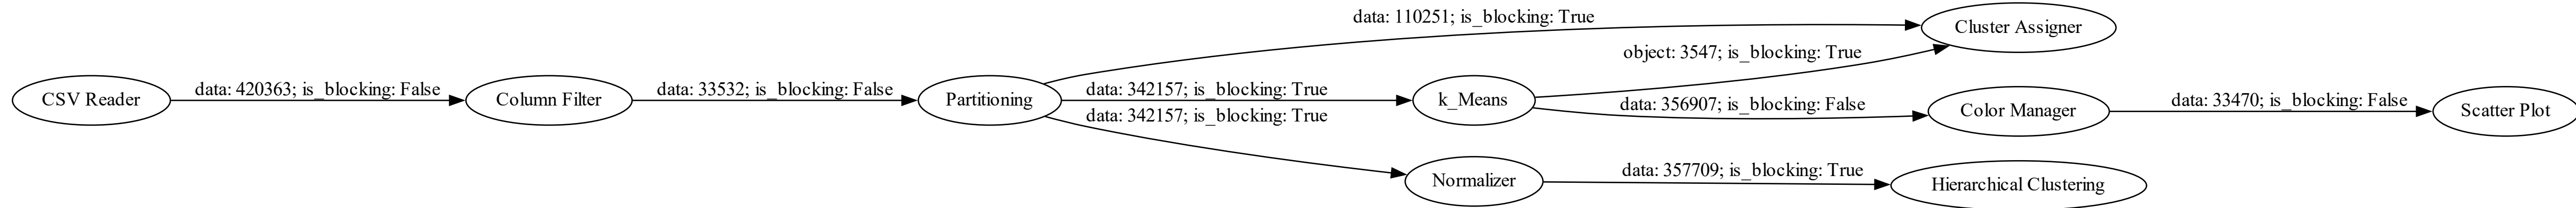 data: 110251; is_blocking: True
Cluster Assigner
object: 3547; is_blocking: True
CSV Reader
data: 420363; is_blocking: False
Column Filter
data: 33532; is_blocking: False
Partitioning
data: 342157; is_blocking: True
k_Means
data: 356907; is_blocking: False
Color Manager
data: 33470; is_blocking: False
Scatter Plot
data: 342157; is_blocking: True
Normalizer
data: 357709; is_blocking: True
Hierarchical Clustering